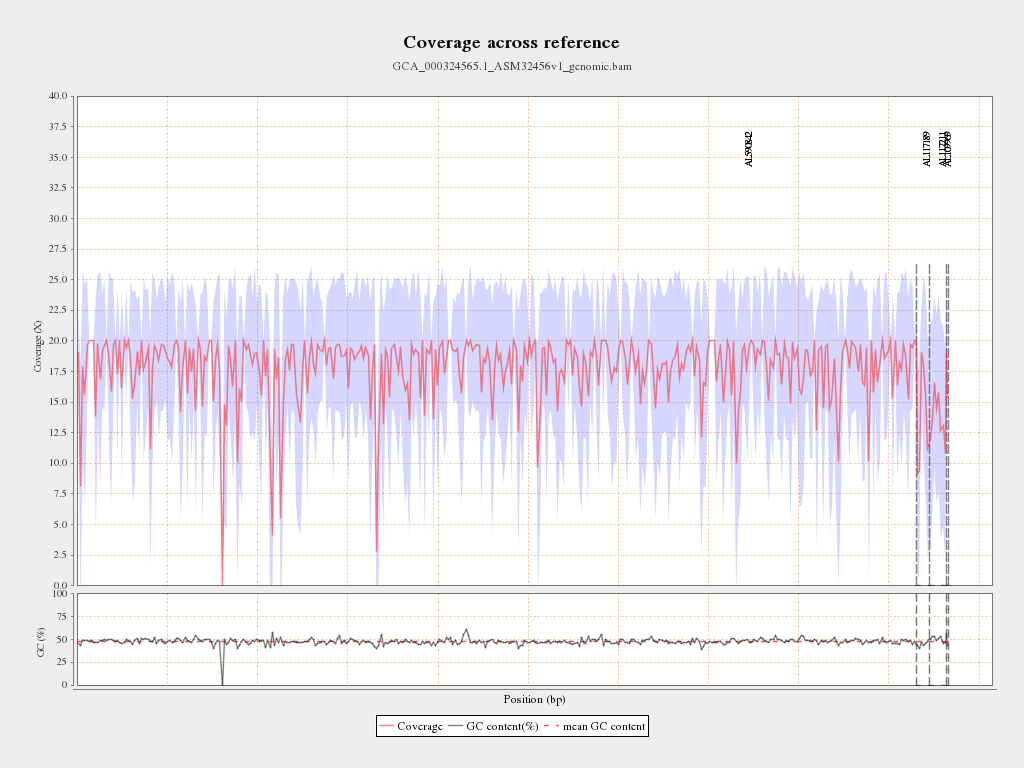 Coverage across reference
GCA_000324565.1_ASM32456v1_genomic.bam
40.0
37.5
35.0
32.5
30.0
27.5
25.0
22.5
20.0
17.5
15.0
12.5
10.0
7.5
5.0
2.5
0.0
Coverage (X)
AL590842
AL117189
AL117211
AL109969
100
75
50
25
0
GC (%)
Position (bp)
Coverage GC content(%) mean GC content